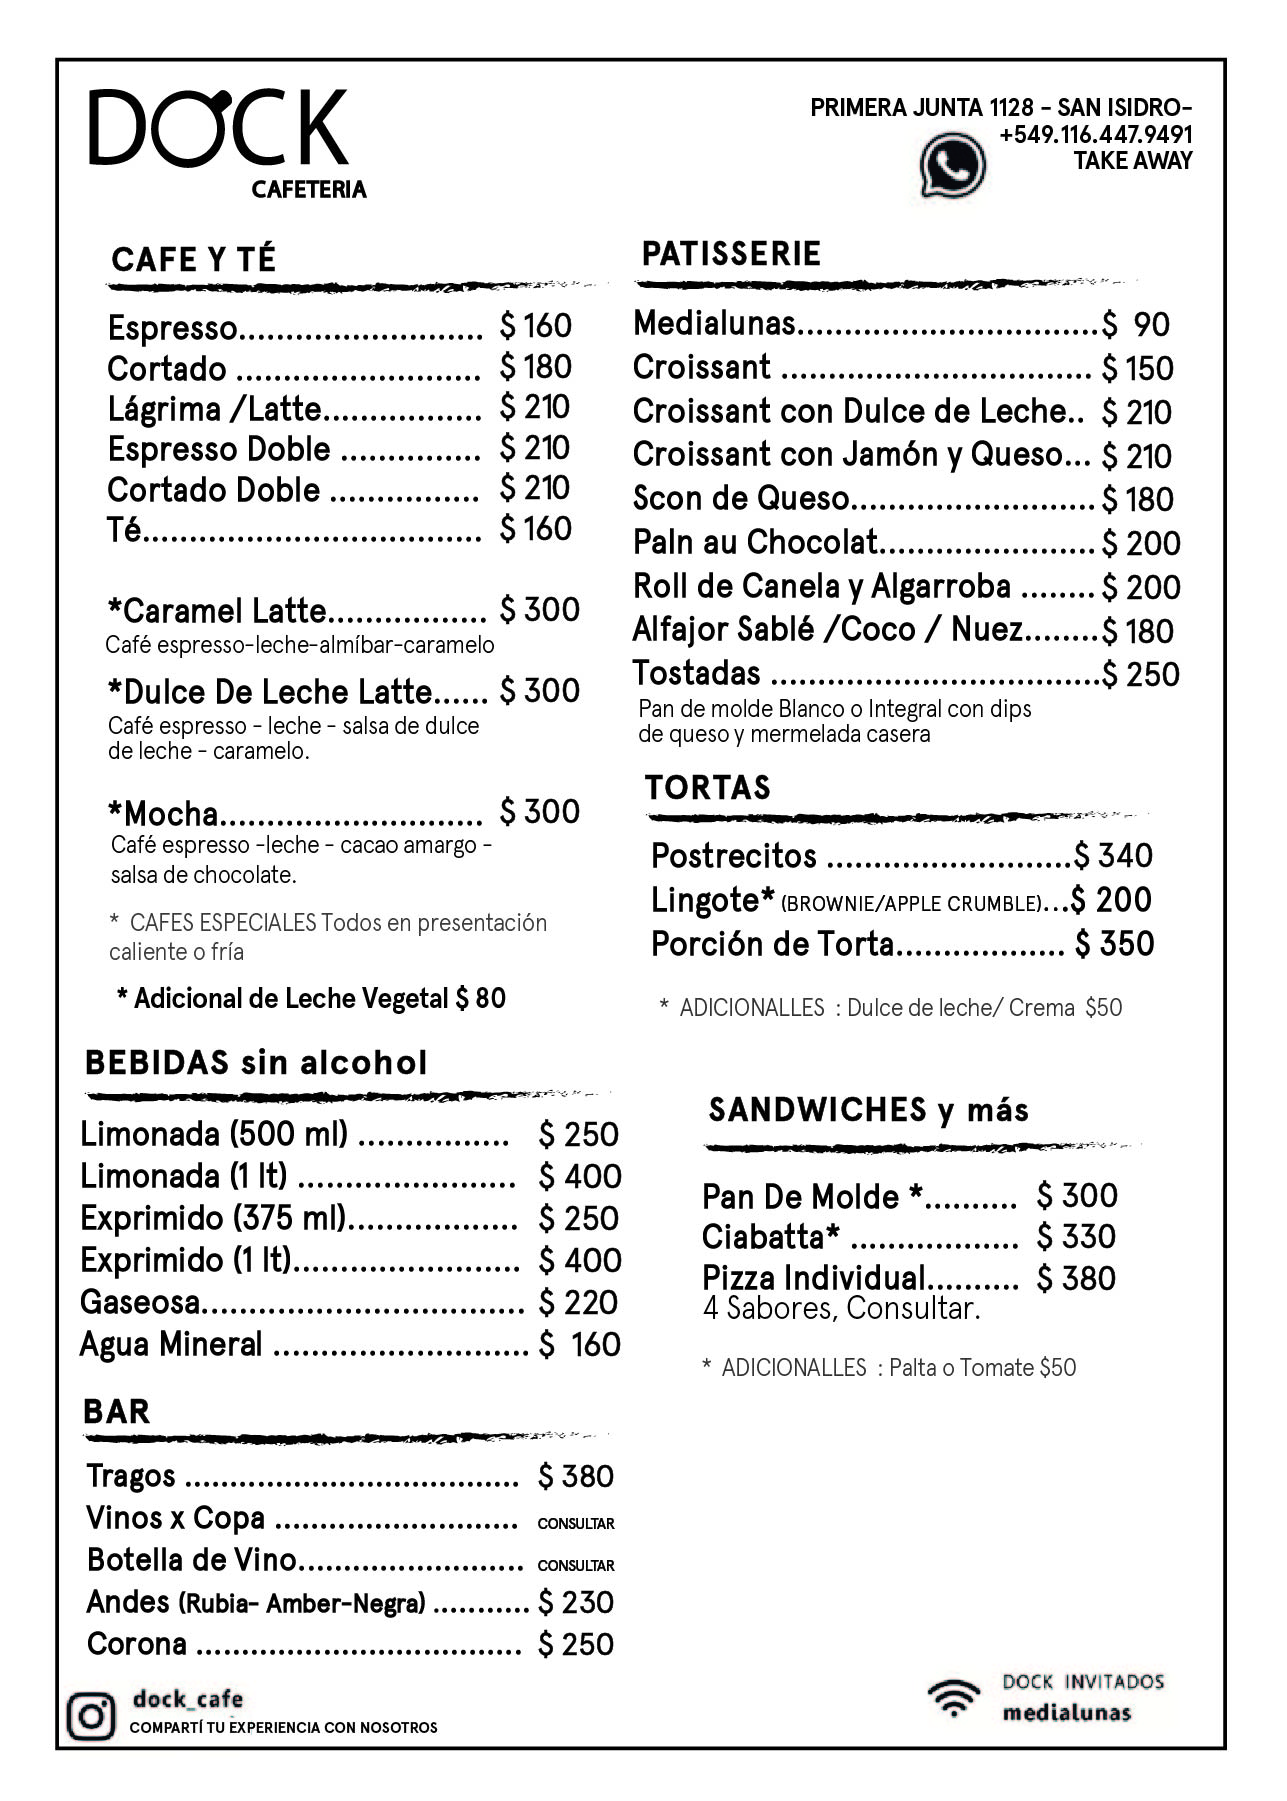 DOCK
CAFETERIA
PRIMERA JUNTA 1128 - SAN ISIDRO-
+549.116.447.9491
TAKE AWAY
CAFE Y TÉ
Espresso.......................... $ 160
Cortado .......................... $ 180
Lágrima /Latte................. $ 210
Espresso Doble ............... $ 210
Cortado Doble ................ $ 210
Té.................................... $ 160
*Caramel Latte................. $ 300
Café espresso-leche-almíbar-caramelo
*Dulce De Leche Latte...... $ 300
Café espresso - leche - salsa de dulce
de leche - caramelo.
*Mocha............................ $ 300
Café espresso -leche - cacao amargo -
salsa de chocolate.
* CAFES ESPECIALES Todos en presentación
caliente o fría
* Adicional de Leche Vegetal $ 80
BEBIDAS sin alcohol
Limonada (500 ml) ................ $ 250
Limonada (1 lt) ....................... $ 400
Exprimido (375 ml).................. $ 250
Exprimido (1 lt)........................ $ 400
Gaseosa.................................. $ 220
Agua Mineral ........................... $ 160
BAR
Tragos ..................................... $ 380
Vinos x Copa ........................... CONSULTAR
Botella de Vino......................... CONSULTAR
Andes (Rubia- Amber-Negra) ........... $ 230
Corona .................................... $ 250
dock_cafe
COMPARTÍ TU EXPERIENCIA CON NOSOTROS
PATISSERIE
Medialunas................................$ 90
Croissant ................................. $ 150
Croissant con Dulce de Leche.. $ 210
Croissant con Jamón y Queso... $ 210
Scon de Queso.......................... $ 180
Paln au Chocolat....................... $ 200
Roll de Canela y Algarroba ........ $ 200
Alfajor Sablé /Coco / Nuez........$ 180
Tostadas ...................................$ 250
Pan de molde Blanco o Integral con dips
de queso y mermelada casera
TORTAS
Postrecitos ..........................$ 340
Lingote* (BROWNIE/APPLE CRUMBLE)...$ 200
Porción de Torta.................. $ 350
* ADICIONALLES : Dulce de leche/ Crema $50
SANDWICHES y más
Pan De Molde *.......... $ 300
Ciabatta* .................. $ 330
Pizza Individual.......... $ 380
4 Sabores, Consultar.
* ADICIONALLES : Palta o Tomate $50
DOCK INVITADOS
medialunas